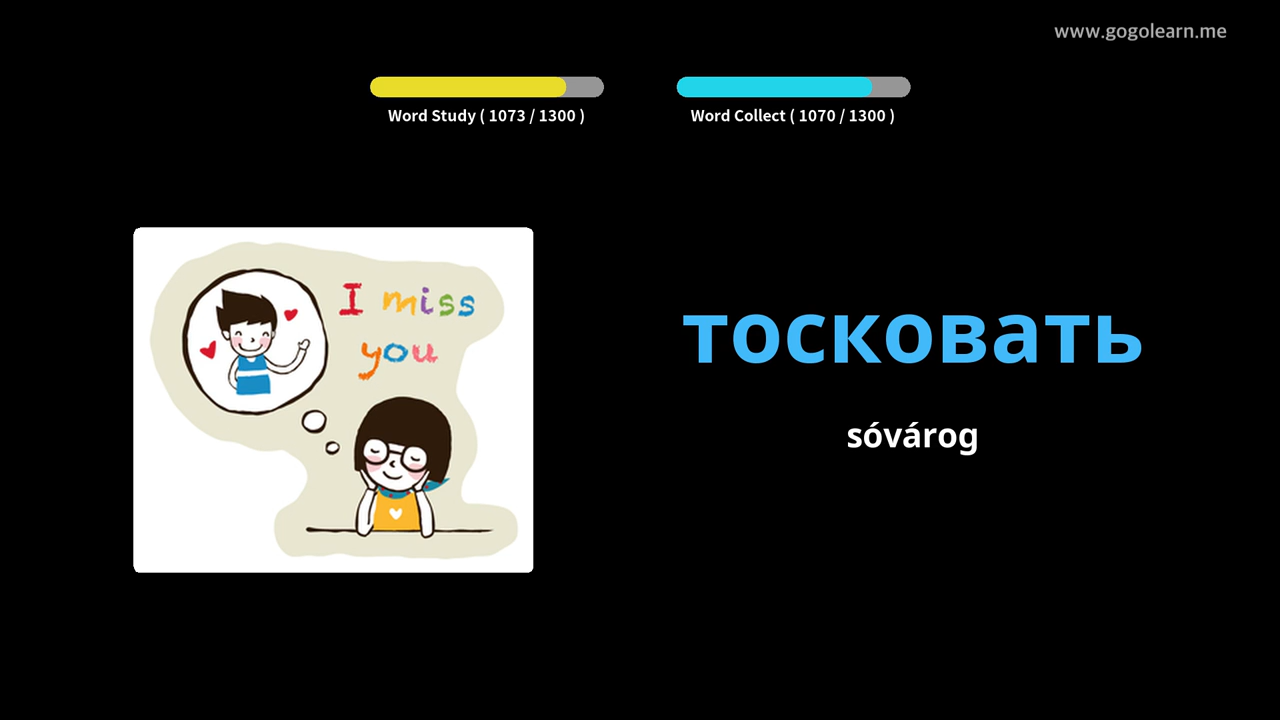 www.gogolearn.me
Word Study ( 1073 / 1300 )
Word Collect ( 1070 / 1300 )
I miss
you
тосковать
sóvárog